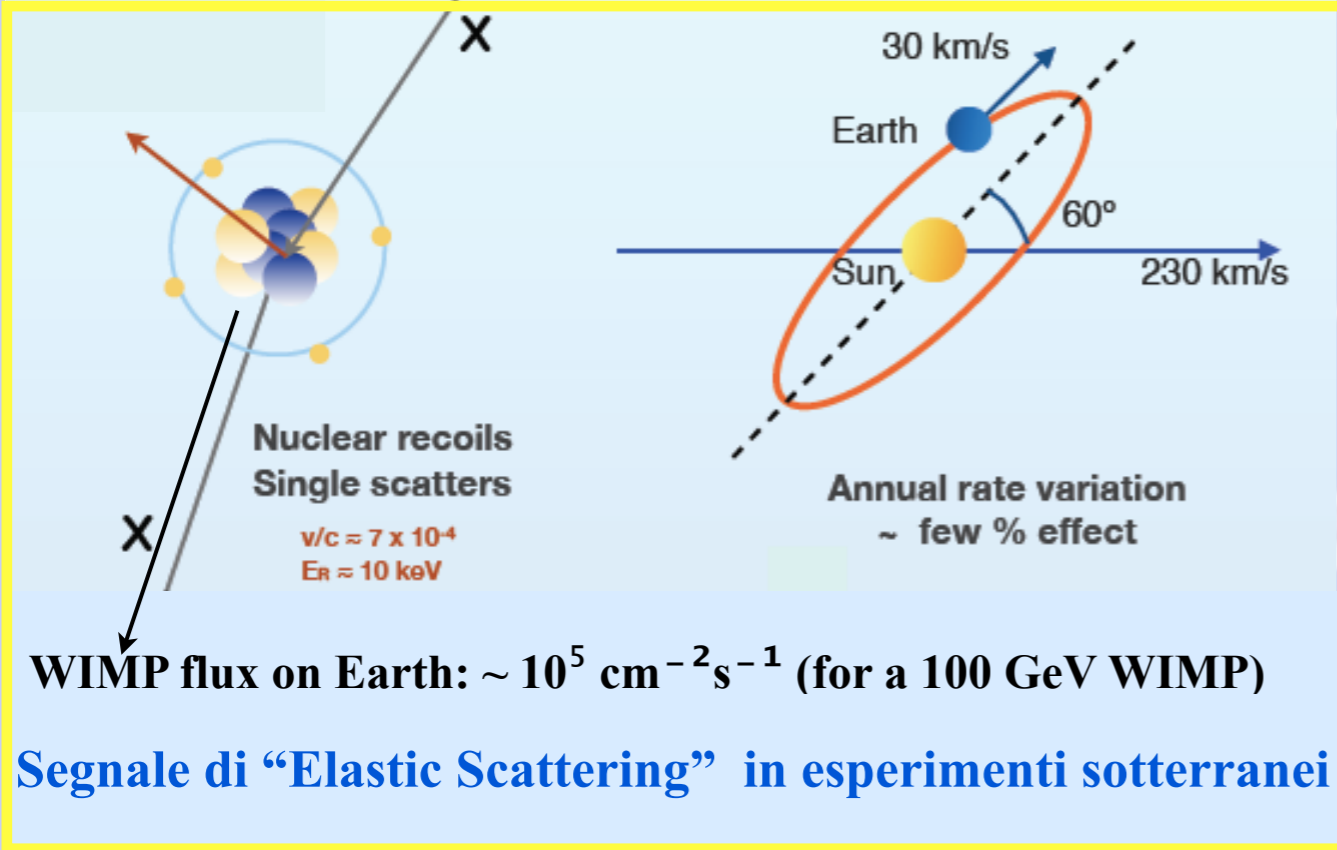 X
30 km/s
Earth
60º
Sun
230 km/s
Nuclear recoils
Single scatters
X
v/c ≈ 7 x 10⁻⁴
ER ≈ 10 keV
Annual rate variation
~ few % effect
WIMP flux on Earth: ~ 10⁵ cm⁻²s⁻¹ (for a 100 GeV WIMP)
Segnale di “Elastic Scattering” in esperimenti sotterranei